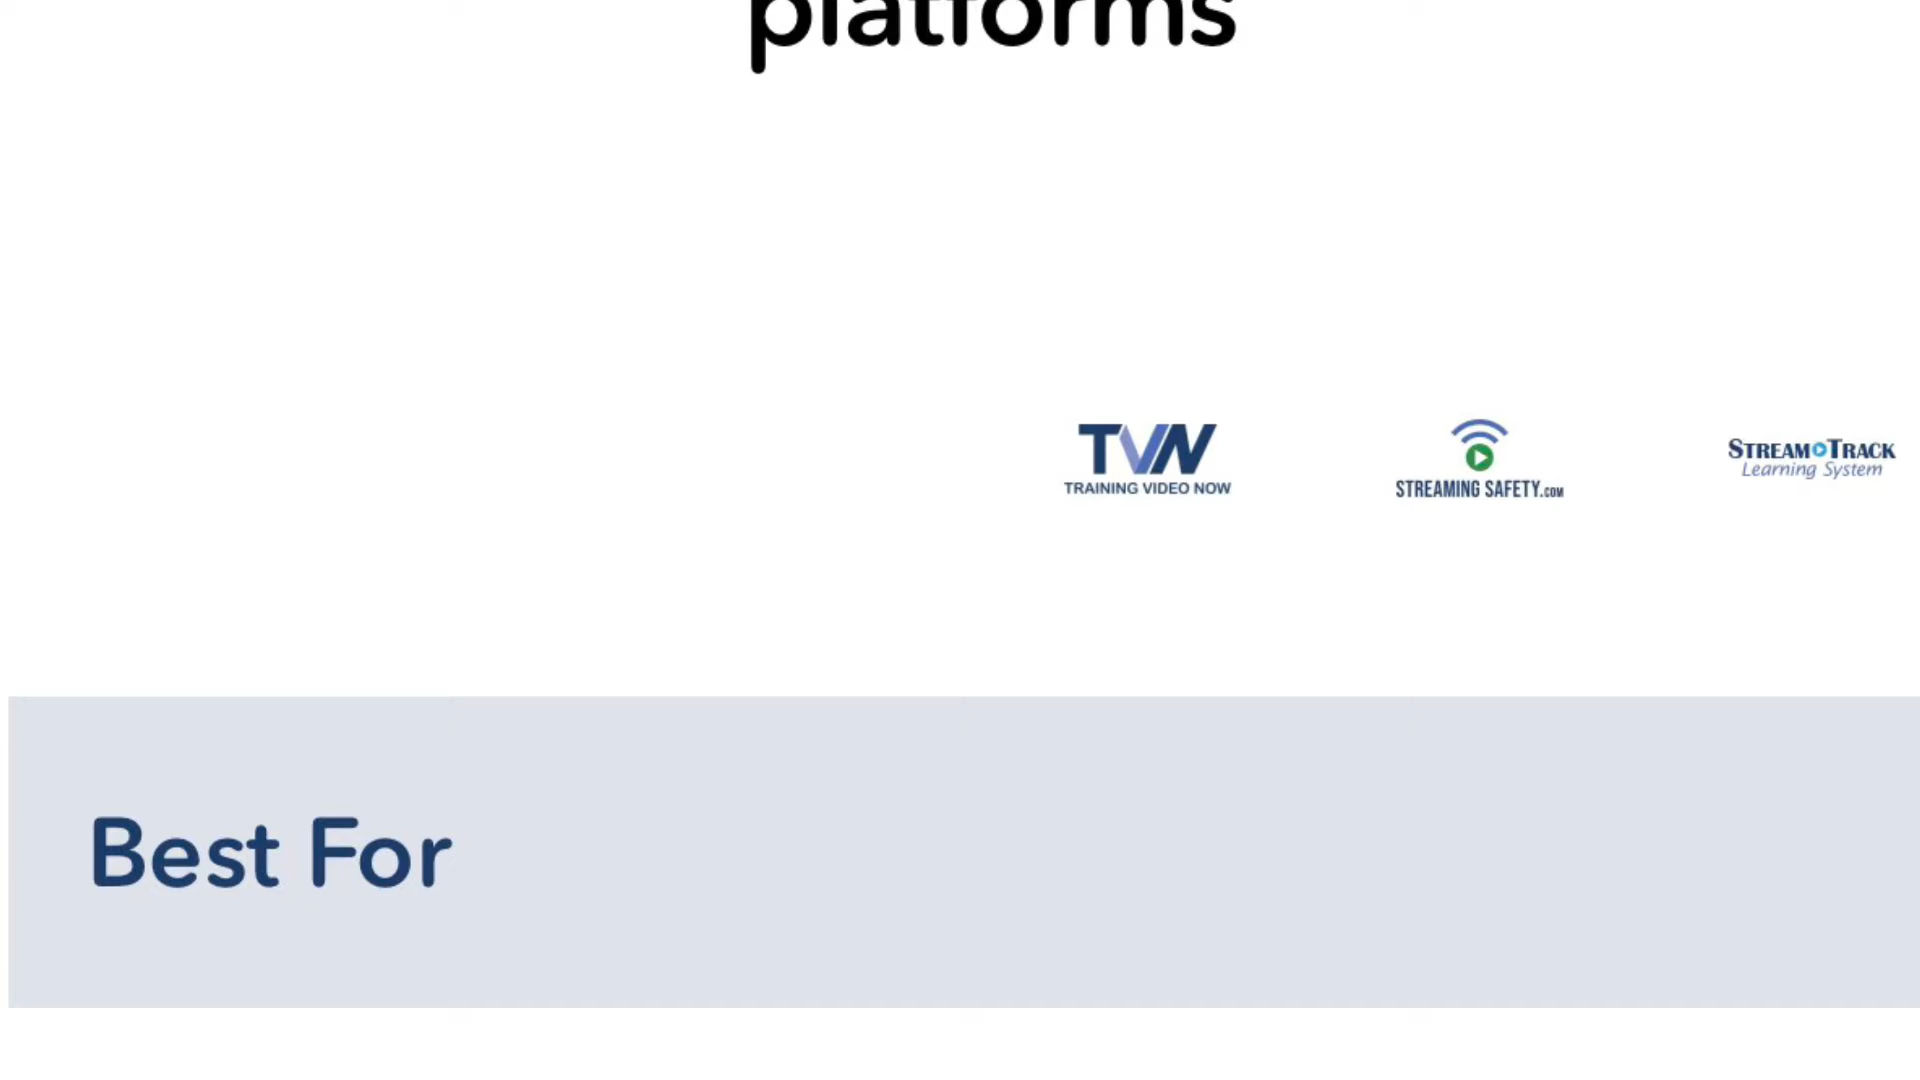 platforms
TVN
TRAINING VIDEO NOW
STREAMING SAFETY.COM
STREAM TRACK
Learning System
Best For